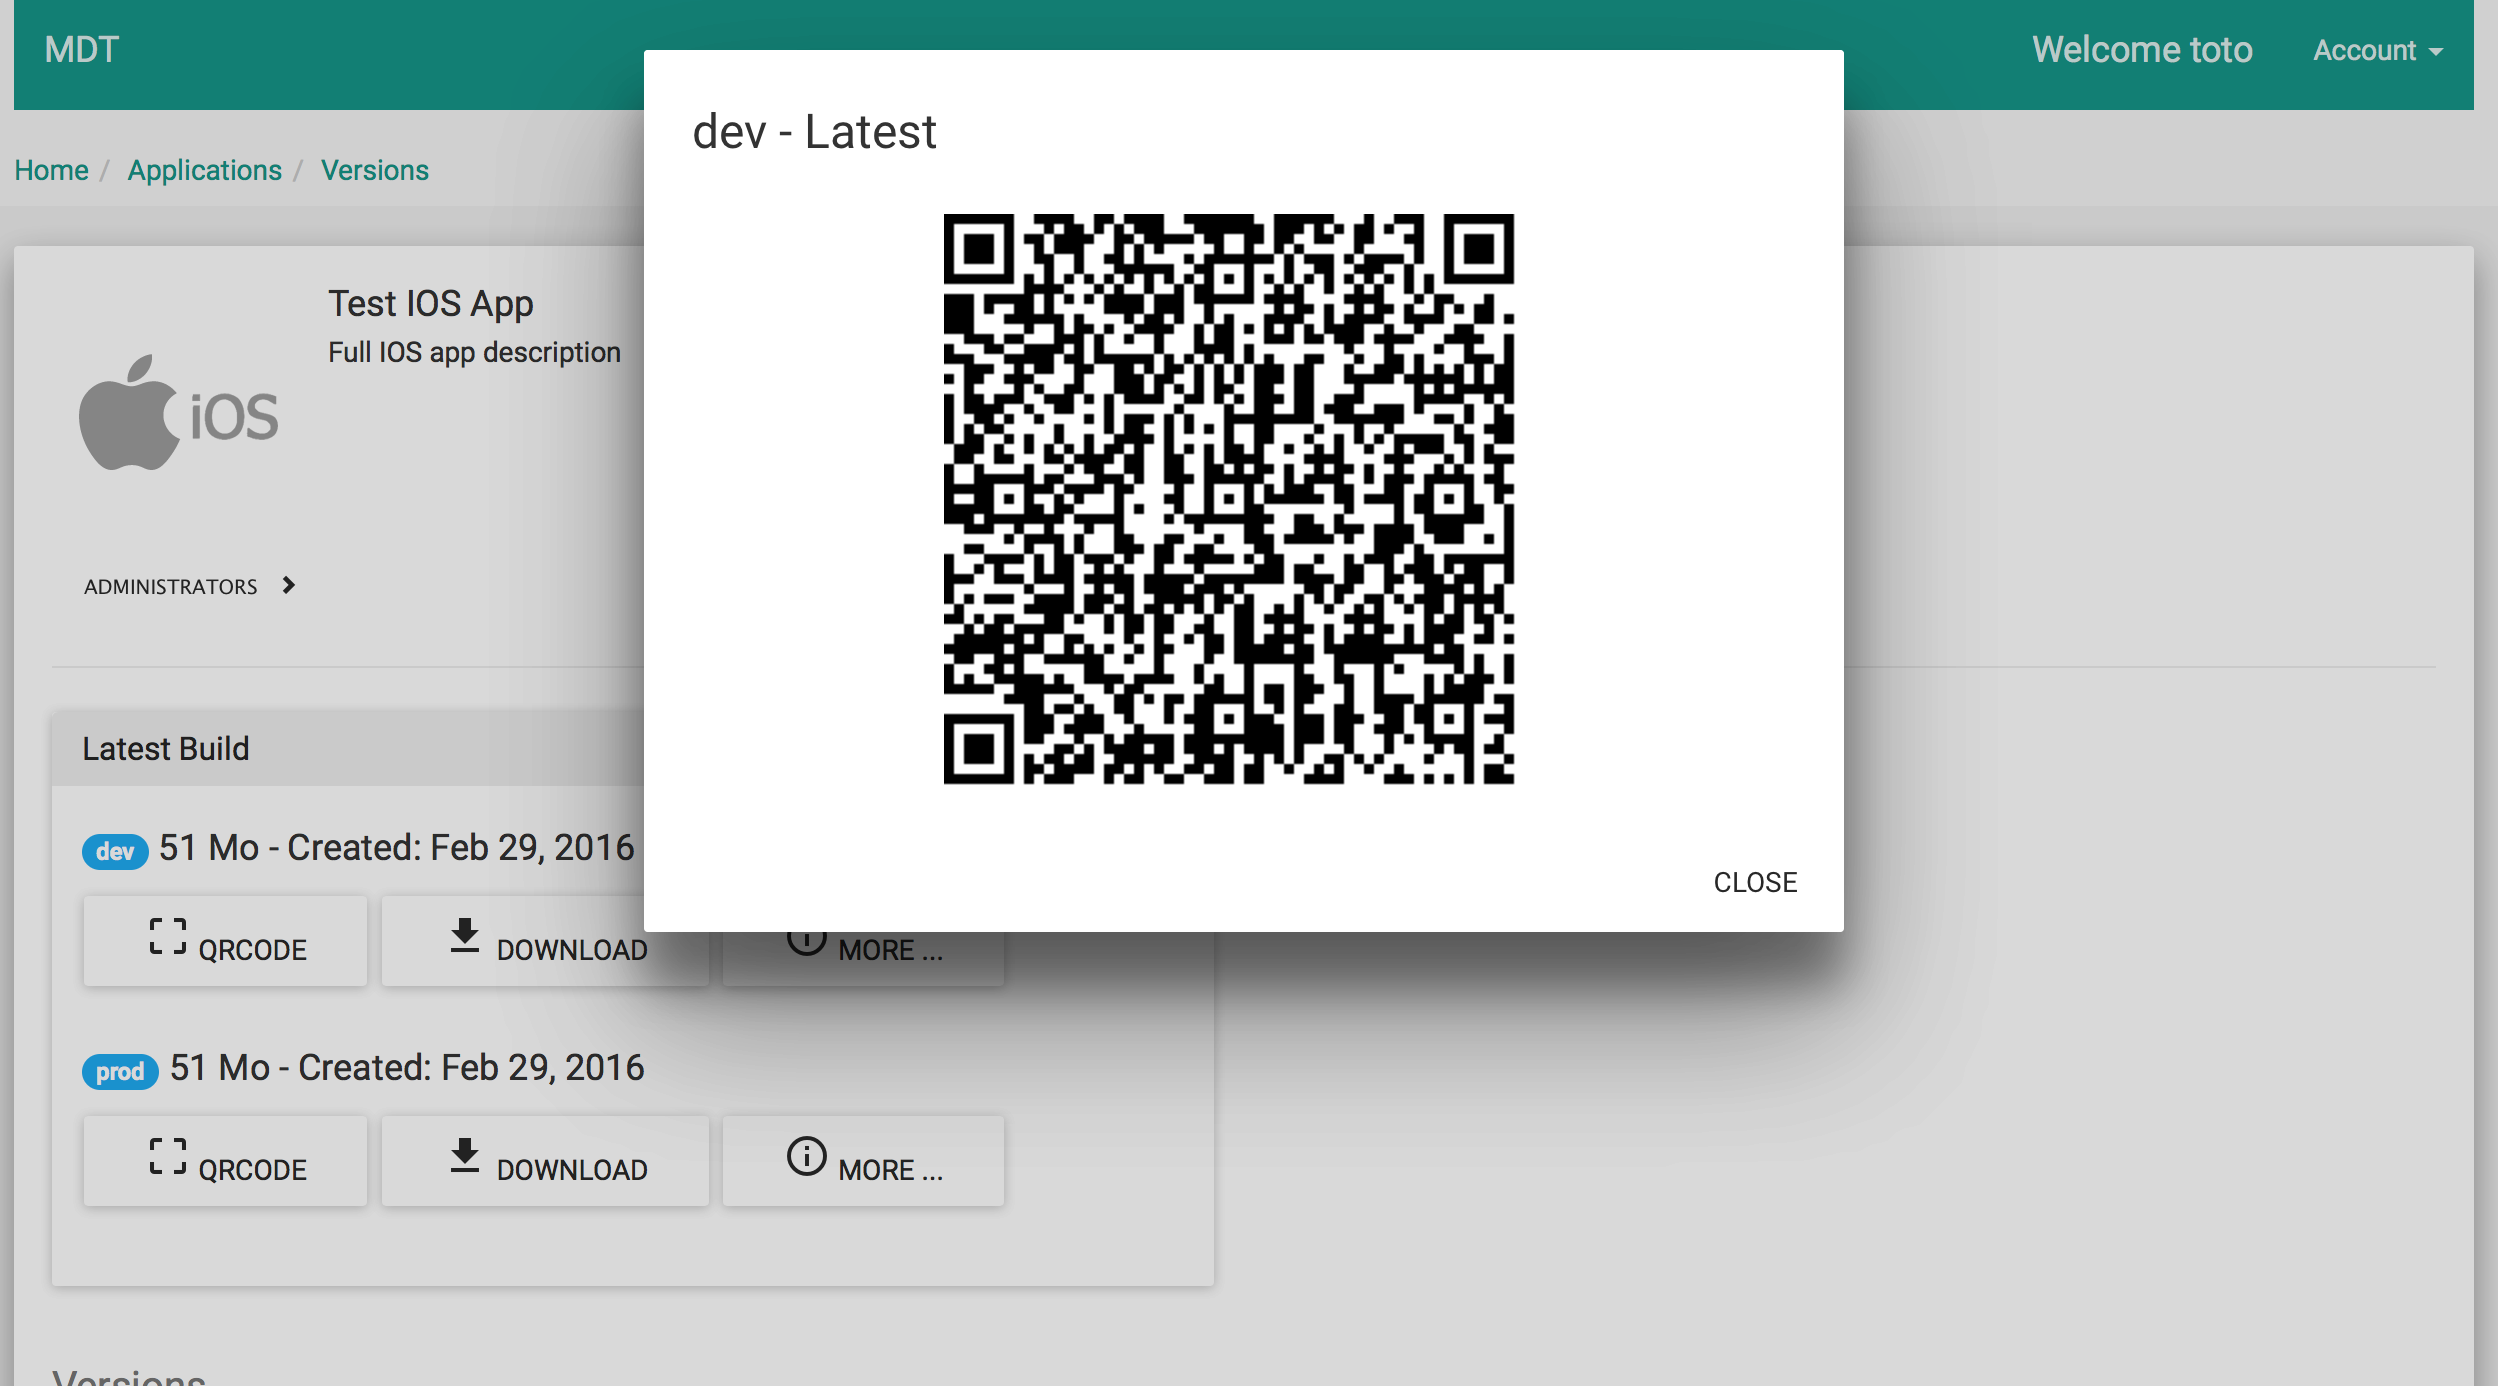 MDT
Welcome toto
Account
dev - Latest
Home / Applications / Versions
Test IOS App
Full IOS app description
iOS
ADMINISTRATORS
Latest Build
dev 51 Mo - Created: Feb 29, 2016
QRCODE
DOWNLOAD
MORE ...
CLOSE
prod 51 Mo - Created: Feb 29, 2016
QRCODE
DOWNLOAD
MORE ...
Versions